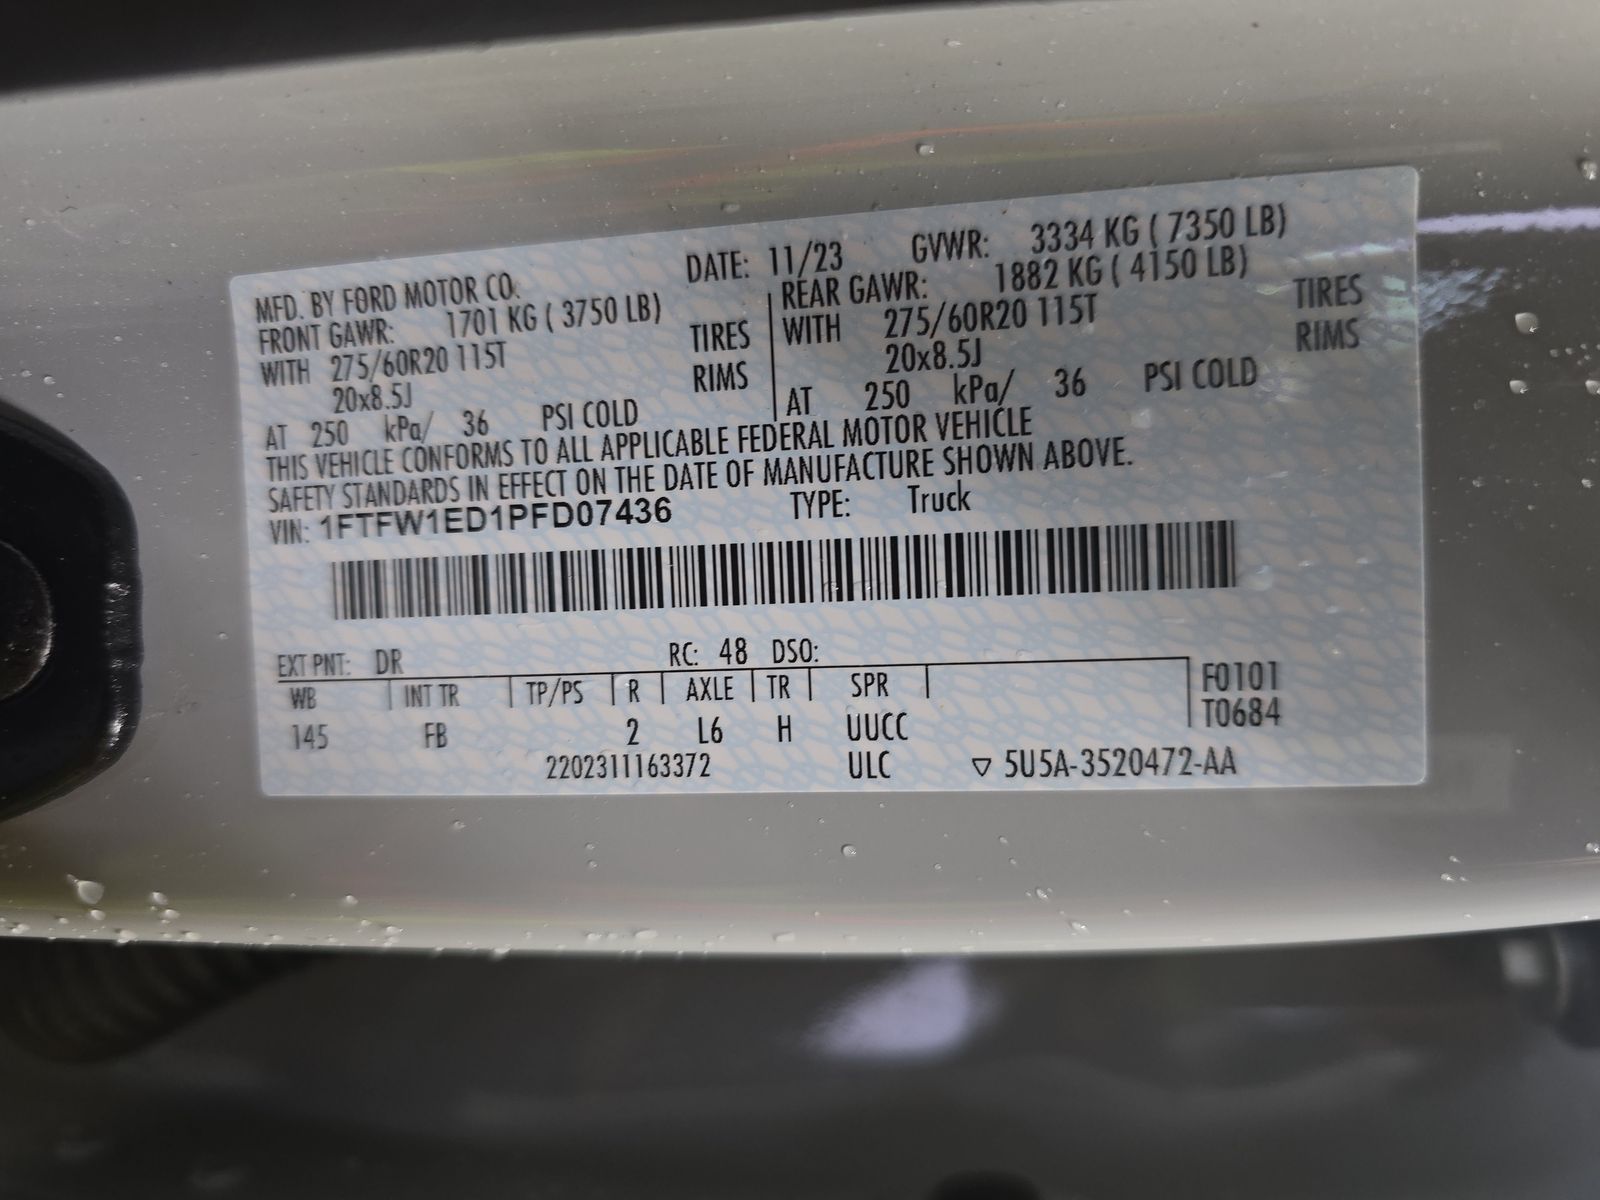 MFD. BY FORD MOTOR CO. DATE: 11/23 GVWR: 3334 KG ( 7350 LB)
FRONT GAWR: 1701 KG ( 3750 LB) REAR GAWR: 1882 KG ( 4150 LB)
WITH 275/60R20 115T TIRES WITH 275/60R20 115T TIRES
20x8.5J RIMS 20x8.5J RIMS
AT 250 kPa/ 36 PSI COLD AT 250 kPa/ 36 PSI COLD
THIS VEHICLE CONFORMS TO ALL APPLICABLE FEDERAL MOTOR VEHICLE
SAFETY STANDARDS IN EFFECT ON THE DATE OF MANUFACTURE SHOWN ABOVE.
VIN: 1FTFW1ED1PFD07436 TYPE: Truck
EXT PNT: DR RC: 48 DSO:
WB INT TR TP/PS R AXLE TR SPR F0101
145 FB 2 L6 H UUCC T0684
2202311163372 ULC ▽ 5U5A-3520472-AA